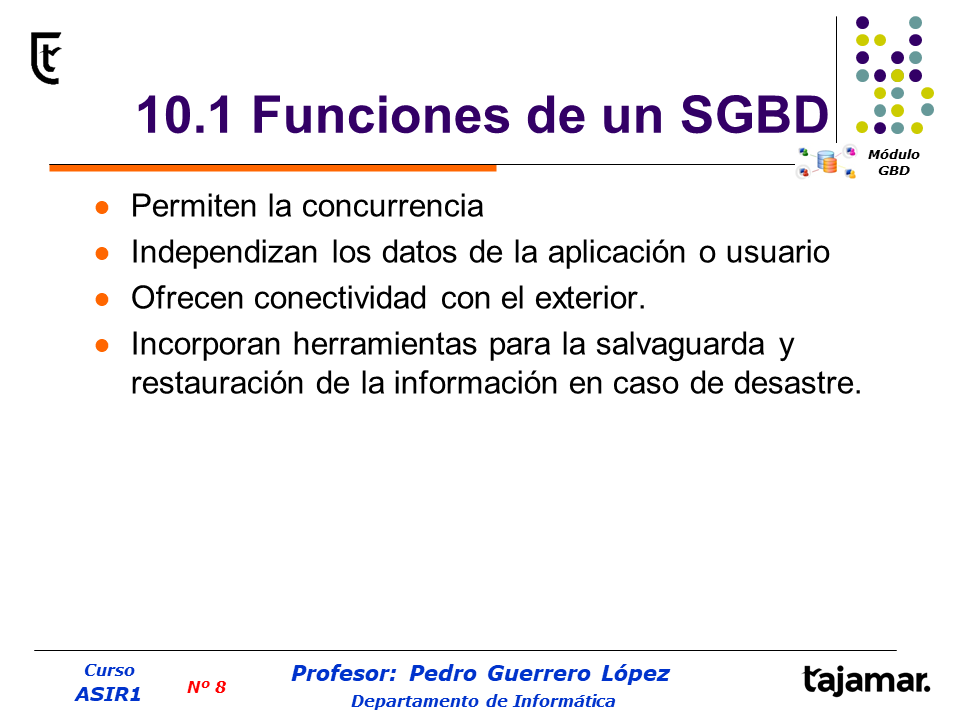 10.1 Funciones de un SGBD
Módulo
GBD
● Permiten la concurrencia
● Independizan los datos de la aplicación o usuario
● Ofrecen conectividad con el exterior.
● Incorporan herramientas para la salvaguarda y
restauración de la información en caso de desastre.
Curso
ASIR1
Nº 8
Profesor: Pedro Guerrero López
Departamento de Informática
tajamar.